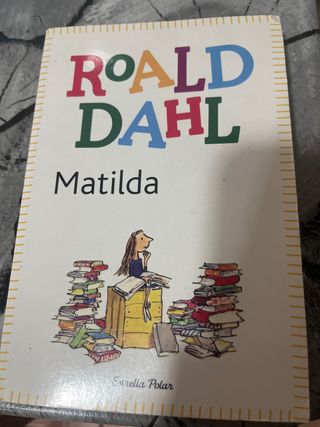 ROALD
DAHL
Matilda
Estrella Polar